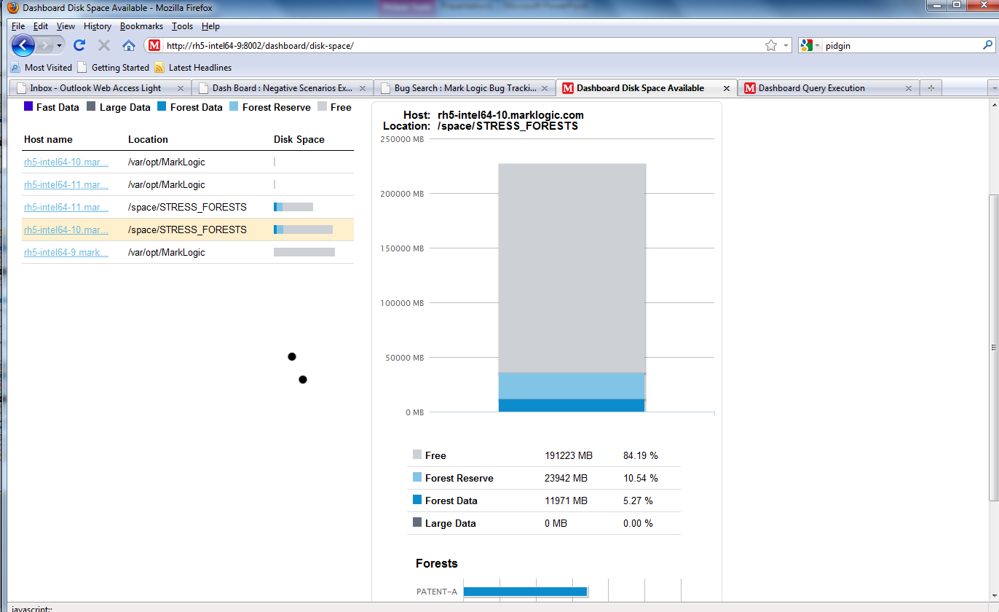 Dashboard Disk Space Available - Mozilla Firefox
File Edit View History Bookmarks Tools Help
M http://rh5-intel64-9:8002/dashboard/disk-space/ pidgin
Most Visited Getting Started Latest Headlines
Inbox - Outlook Web Access Light Dash Board : Negative Scenarios Ex... Bug Search : Mark Logic Bug Tracki... M Dashboard Disk Space Available M Dashboard Query Execution
Fast Data Large Data Forest Data Forest Reserve Free
Host name Location Disk Space
rh5-intel64-10.mar... /var/opt/MarkLogic
rh5-intel64-11.mar... /var/opt/MarkLogic
rh5-intel64-11.mar... /space/STRESS_FORESTS
rh5-intel64-10.mar... /space/STRESS_FORESTS
rh5-intel64-9.mark... /var/opt/MarkLogic
Host: rh5-intel64-10.marklogic.com
Location: /space/STRESS_FORESTS
250000 MB
200000 MB
150000 MB
100000 MB
50000 MB
0 MB
Free 191223 MB 84.19 %
Forest Reserve 23942 MB 10.54 %
Forest Data 11971 MB 5.27 %
Large Data 0 MB 0.00 %
Forests
PATENT-A
javascript:;